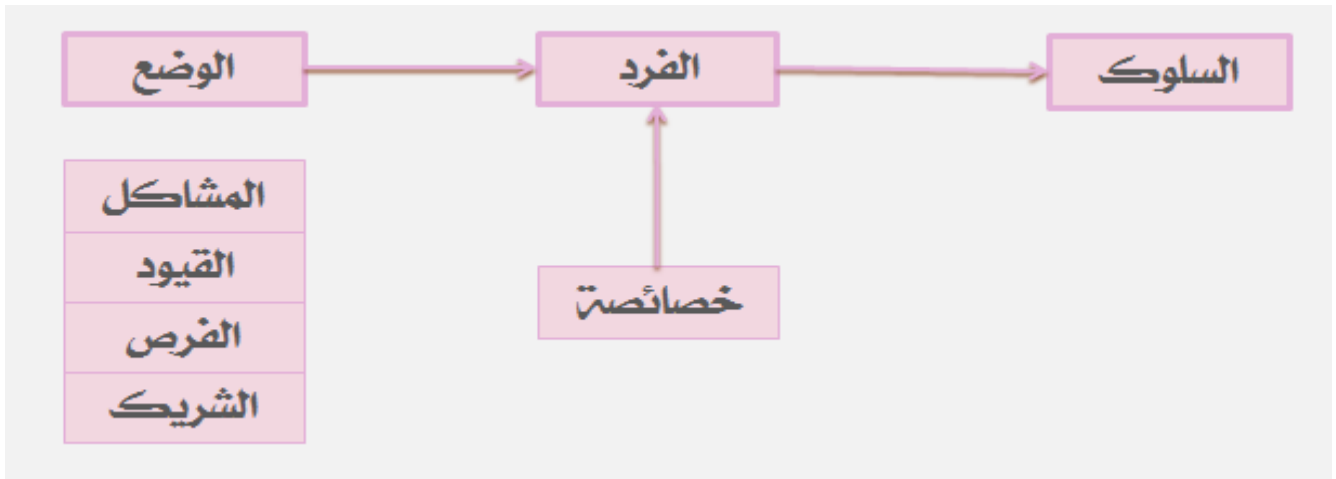 الوضع
الفرد
السلوك
المشاكل
القيود
الفرص
الشريك
خصائصة